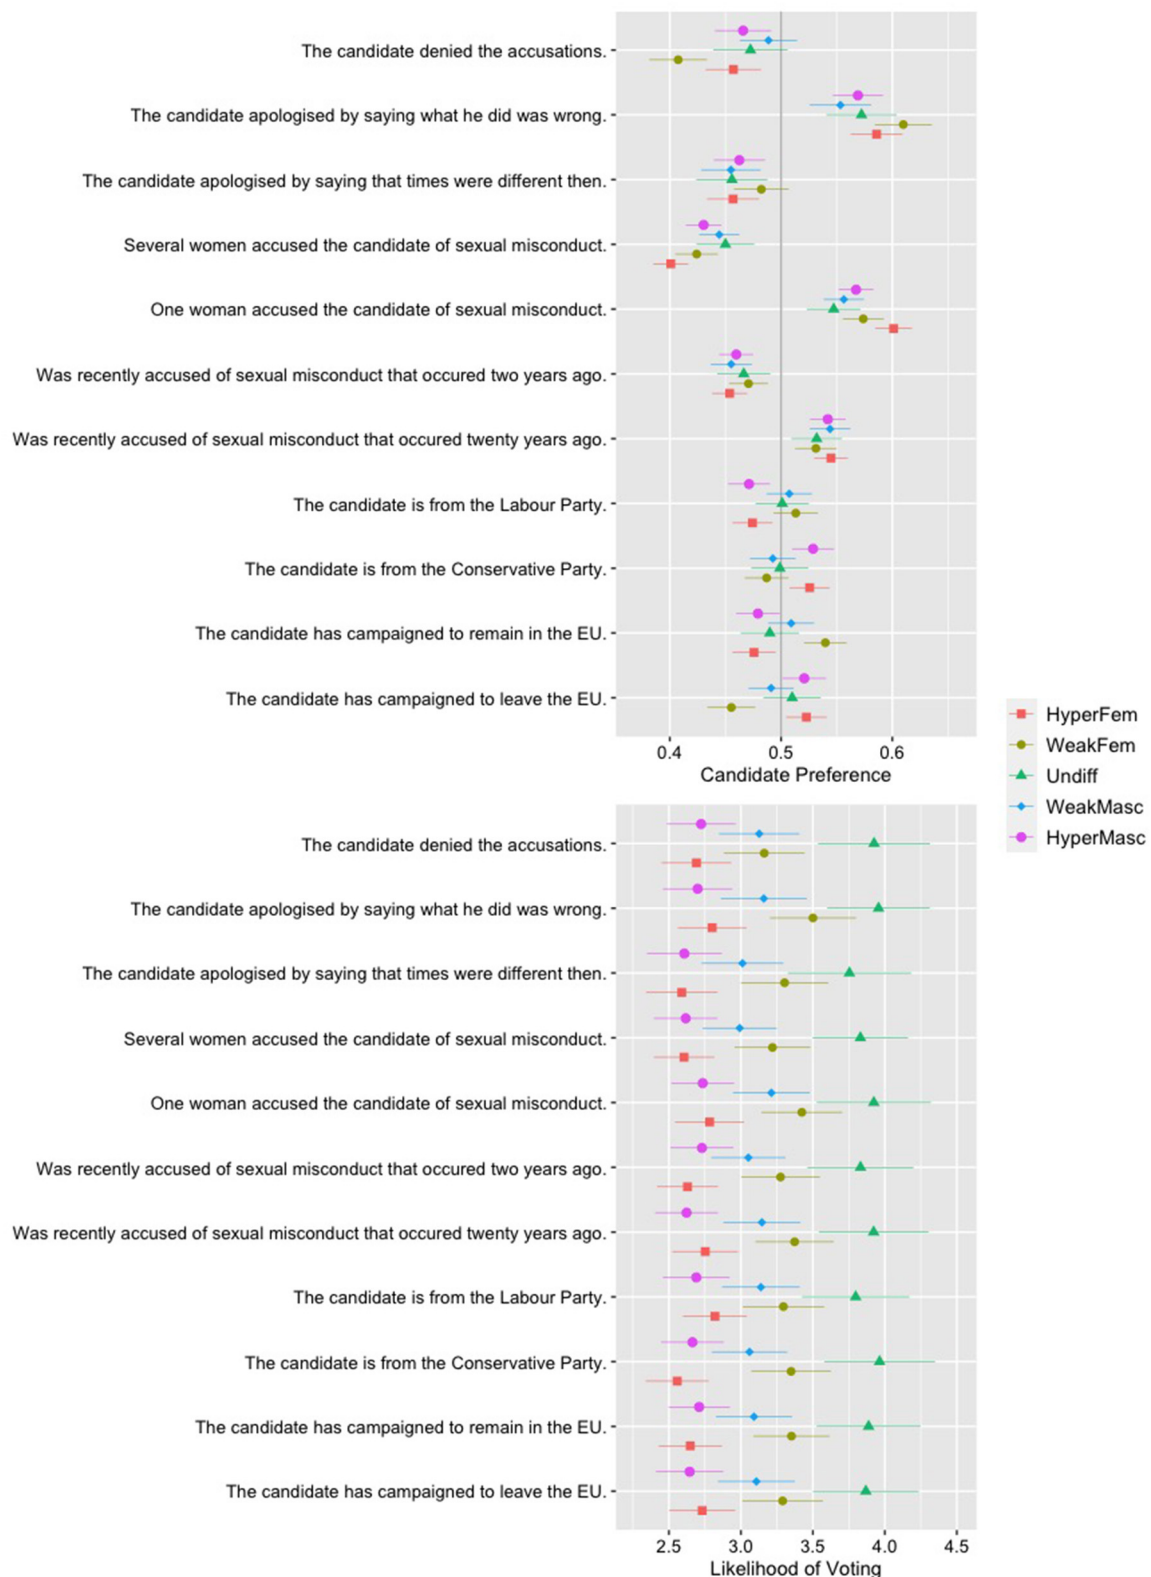 The candidate denied the accusations.
The candidate apologised by saying what he did was wrong.
The candidate apologised by saying that times were different then.
Several women accused the candidate of sexual misconduct.
One woman accused the candidate of sexual misconduct.
Was recently accused of sexual misconduct that occured two years ago.
Was recently accused of sexual misconduct that occured twenty years ago.
The candidate is from the Labour Party.
The candidate is from the Conservative Party.
The candidate has campaigned to remain in the EU.
The candidate has campaigned to leave the EU.
0.4 0.5 0.6
Candidate Preference
HyperFem
WeakFem
Undiff
WeakMasc
HyperMasc
The candidate denied the accusations.
The candidate apologised by saying what he did was wrong.
The candidate apologised by saying that times were different then.
Several women accused the candidate of sexual misconduct.
One woman accused the candidate of sexual misconduct.
Was recently accused of sexual misconduct that occured two years ago.
Was recently accused of sexual misconduct that occured twenty years ago.
The candidate is from the Labour Party.
The candidate is from the Conservative Party.
The candidate has campaigned to remain in the EU.
The candidate has campaigned to leave the EU.
2.5 3.0 3.5 4.0 4.5
Likelihood of Voting